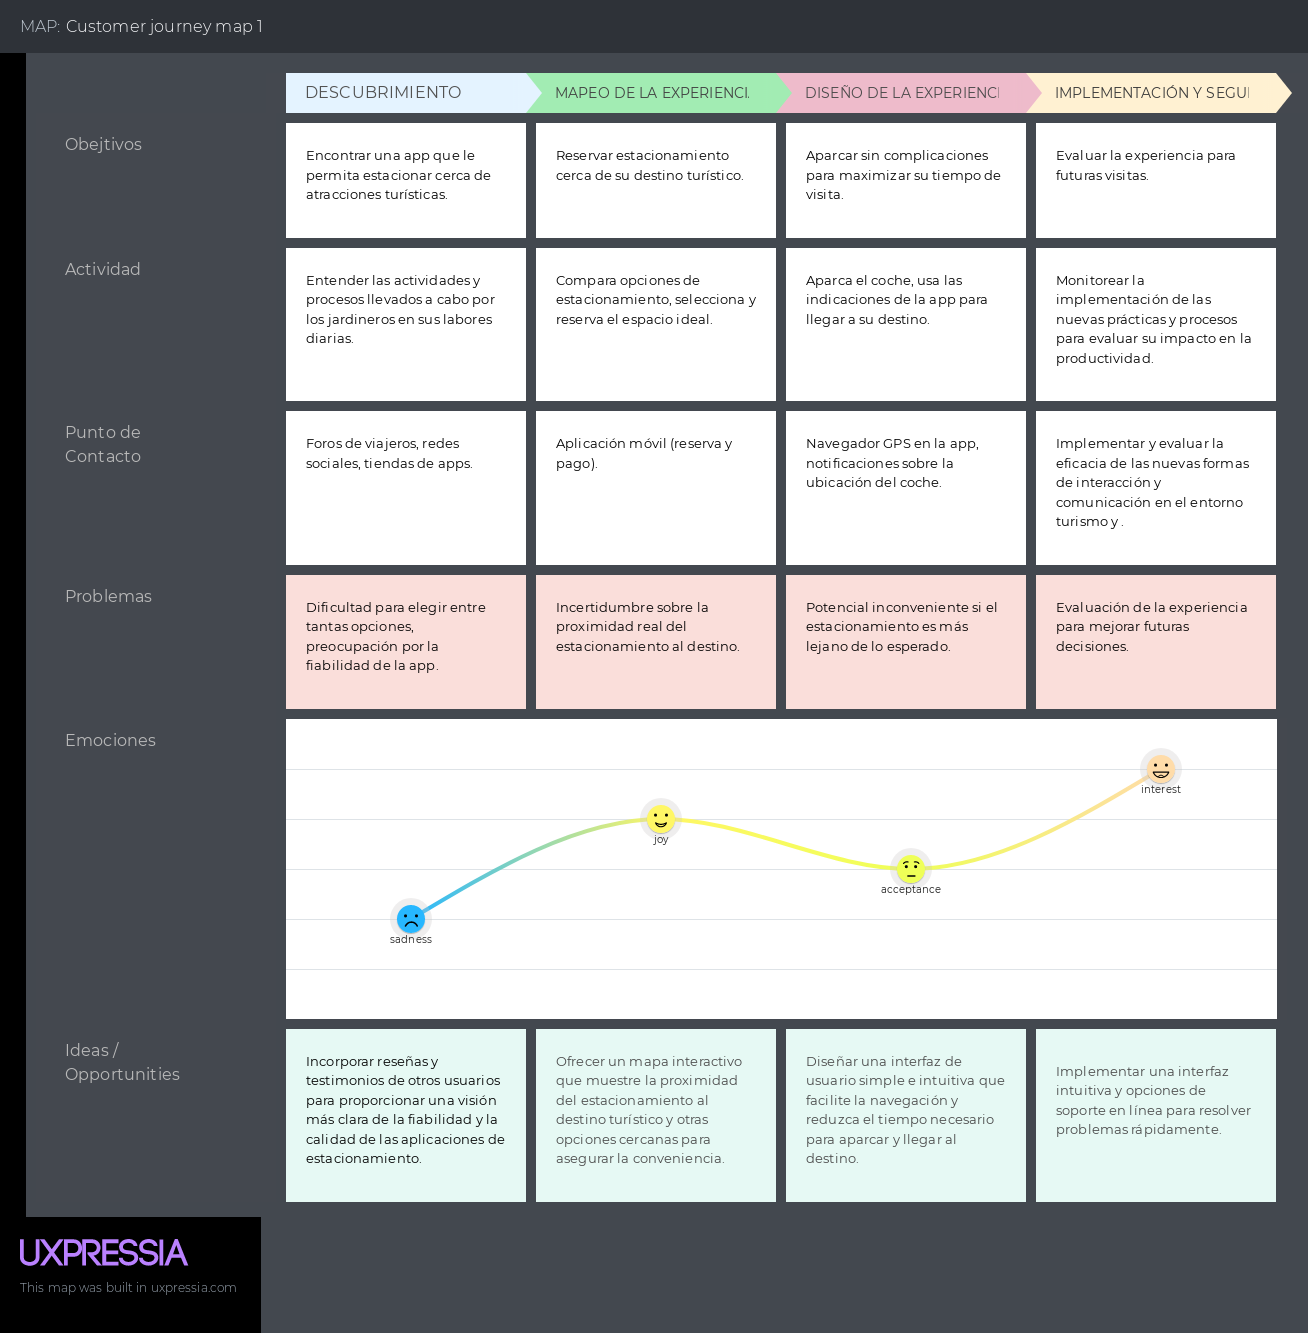 MAP: Customer journey map 1
DESCUBRIMIENTO
MAPEO DE LA EXPERIENCI
DISEÑO DE LA EXPERIENCI
IMPLEMENTACIÓN Y SEGUI
Obejtivos
Encontrar una app que le
permita estacionar cerca de
atracciones turísticas.
Reservar estacionamiento
cerca de su destino turístico.
Aparcar sin complicaciones
para maximizar su tiempo de
visita.
Evaluar la experiencia para
futuras visitas.
Actividad
Entender las actividades y
procesos llevados a cabo por
los jardineros en sus labores
diarias.
Compara opciones de
estacionamiento, selecciona y
reserva el espacio ideal.
Aparca el coche, usa las
indicaciones de la app para
llegar a su destino.
Monitorear la
implementación de las
nuevas prácticas y procesos
para evaluar su impacto en la
productividad.
Punto de
Contacto
Foros de viajeros, redes
sociales, tiendas de apps.
Aplicación móvil (reserva y
pago).
Navegador GPS en la app,
notificaciones sobre la
ubicación del coche.
Implementar y evaluar la
eficacia de las nuevas formas
de interacción y
comunicación en el entorno
turismo y .
Problemas
Dificultad para elegir entre
tantas opciones,
preocupación por la
fiabilidad de la app.
Incertidumbre sobre la
proximidad real del
estacionamiento al destino.
Potencial inconveniente si el
estacionamiento es más
lejano de lo esperado.
Evaluación de la experiencia
para mejorar futuras
decisiones.
Emociones
sadness
joy
acceptance
interest
Ideas /
Opportunities
Incorporar reseñas y
testimonios de otros usuarios
para proporcionar una visión
más clara de la fiabilidad y la
calidad de las aplicaciones de
estacionamiento.
Ofrecer un mapa interactivo
que muestre la proximidad
del estacionamiento al
destino turístico y otras
opciones cercanas para
asegurar la conveniencia.
Diseñar una interfaz de
usuario simple e intuitiva que
facilite la navegación y
reduzca el tiempo necesario
para aparcar y llegar al
destino.
Implementar una interfaz
intuitiva y opciones de
soporte en línea para resolver
problemas rápidamente.
UXPRESSIA
This map was built in uxpressia.com